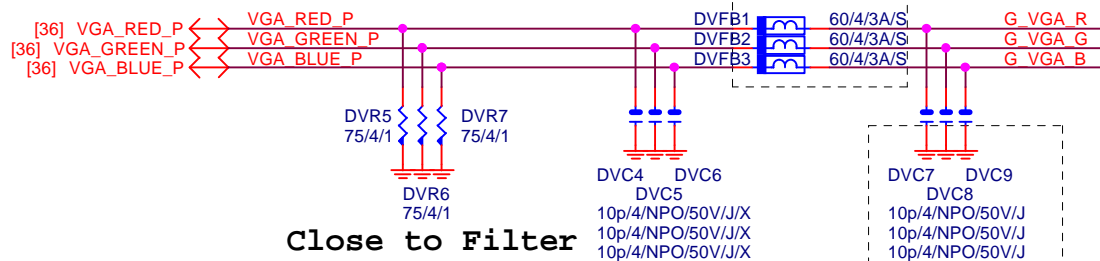 [36] VGA_RED_P VGA_RED_P DVFB1 60/4/3A/S G_VGA_R
[36] VGA_GREEN_P VGA_GREEN_P DVFB2 60/4/3A/S G_VGA_G
[36] VGA_BLUE_P VGA_BLUE_P DVFB3 60/4/3A/S G_VGA_B
DVR5 DVR7
75/4/1 75/4/1
DVC4 DVC6 DVC7 DVC9
DVR6 DVC5 DVC8
75/4/1 10p/4/NPO/50V/J/X 10p/4/NPO/50V/J
Close to Filter 10p/4/NPO/50V/J/X 10p/4/NPO/50V/J
10p/4/NPO/50V/J/X 10p/4/NPO/50V/J